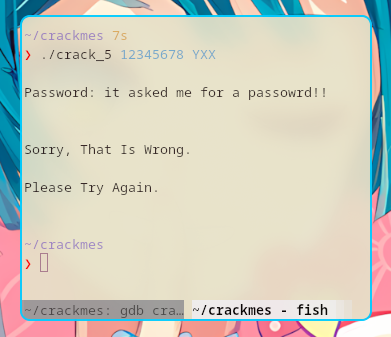 ~/crackmes 7s
❯ ./crack_5 12345678 YXX
Password: it asked me for a passowrd!!
Sorry, That Is Wrong.
Please Try Again.
~/crackmes
❯
~/crackmes: gdb cra… ~/crackmes - fish